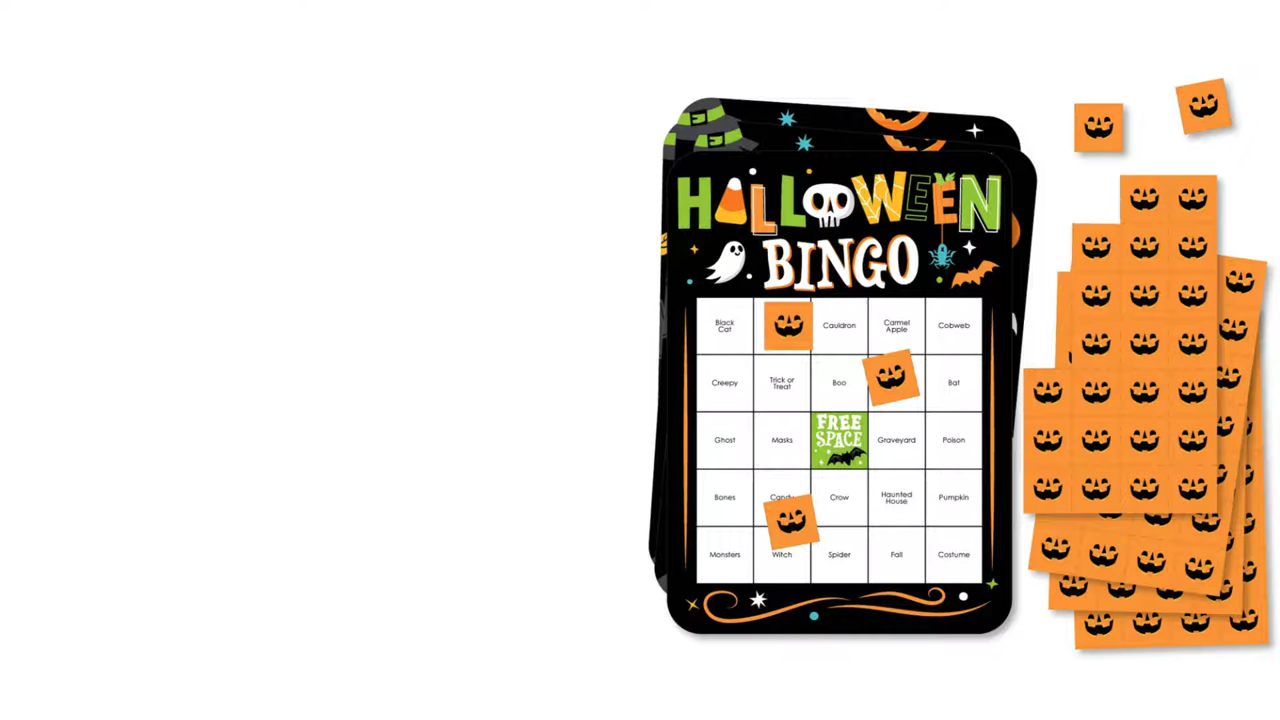 HALLOWEEN
BINGO
Black
Cat
Cauldron
Carmel
Apple
Cobweb
Creepy
Trick or
Treat
Boo
Bat
Ghost
Masks
FREE
SPACE
Graveyard
Poison
Bones
Candy
Crow
Haunted
House
Pumpkin
Monsters
Witch
Spider
Fall
Costume